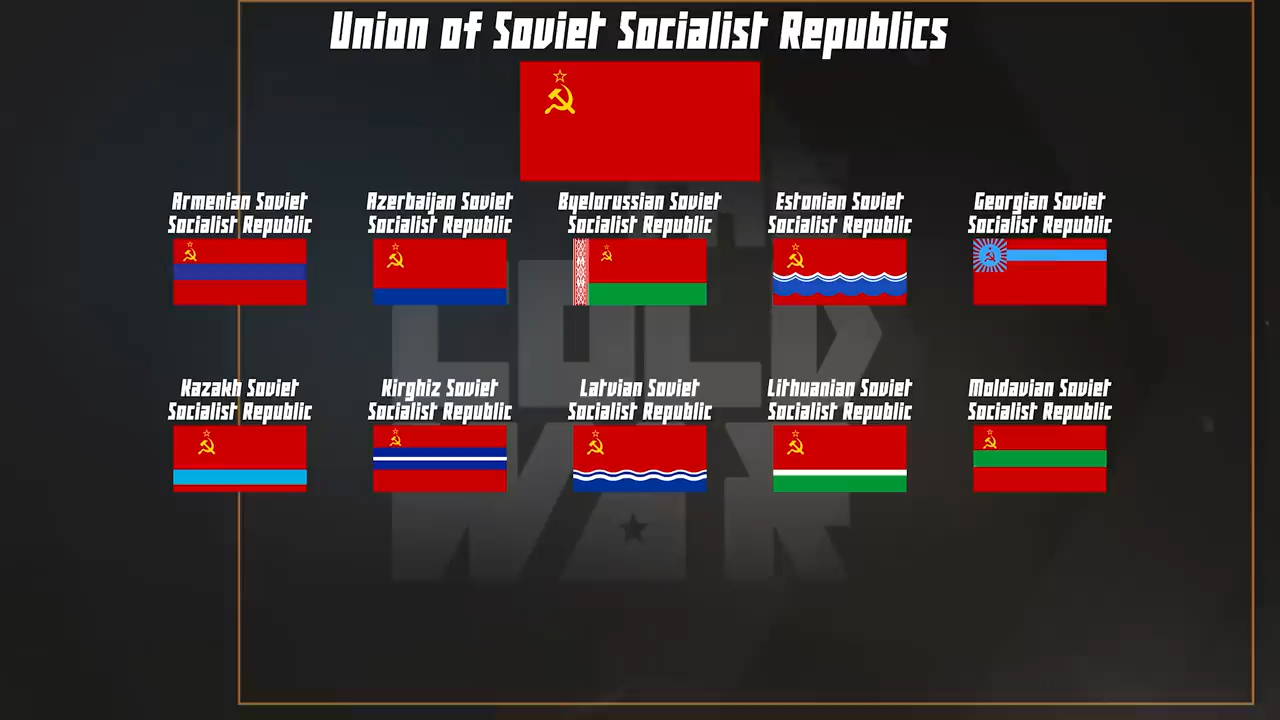 Union of Soviet Socialist Republics
Armenian Soviet
Socialist Republic
Azerbaijan Soviet
Socialist Republic
Byelorussian Soviet
Socialist Republic
Estonian Soviet
Socialist Republic
Georgian Soviet
Socialist Republic
COLD
WAR
Kazakh Soviet
Socialist Republic
Kirghiz Soviet
Socialist Republic
Latvian Soviet
Socialist Republic
Lithuanian Soviet
Socialist Republic
Moldavian Soviet
Socialist Republic